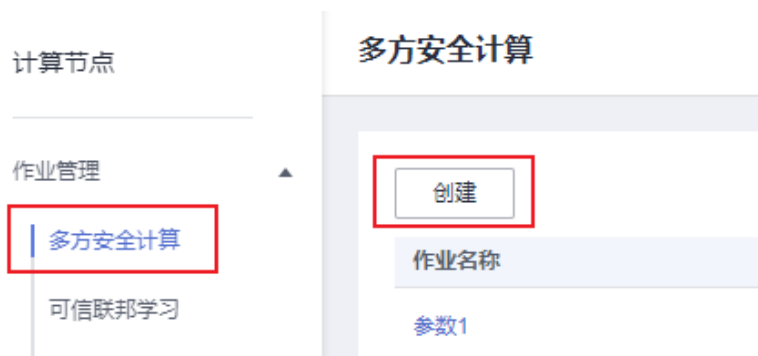 计算节点
作业管理
多方安全计算
可信联邦学习
多方安全计算
创建
作业名称
参数1